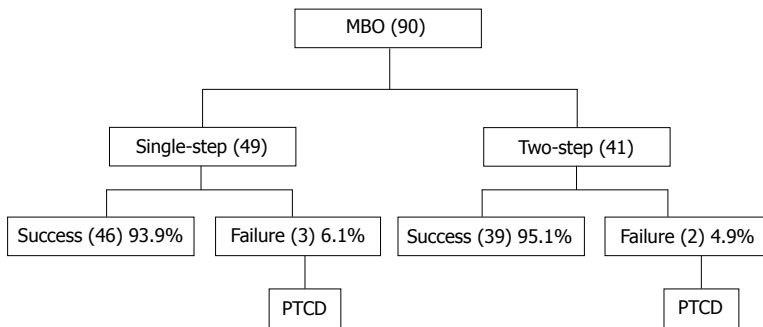 MBO (90)
Single-step (49)
Two-step (41)
Success (46) 93.9%
Failure (3) 6.1%
Success (39) 95.1%
Failure (2) 4.9%
PTCD
PTCD